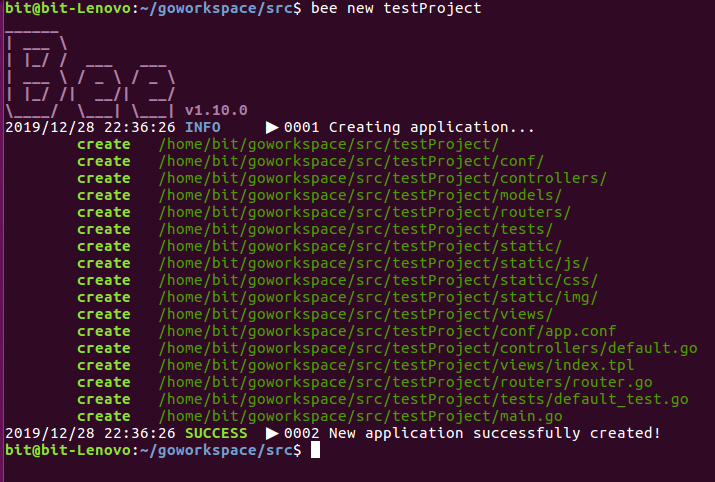 bit@bit-Lenovo:~/goworkspace/src$ bee new testProject
______
| ___ \
| |_/ /  ___   ___
| ___ \ / _ \ / _ \
| |_/ /|  __/|  __/
\____/  \___| \___| v1.10.0
2019/12/28 22:36:26 INFO     ▶ 0001 Creating application...
        create   /home/bit/goworkspace/src/testProject/
        create   /home/bit/goworkspace/src/testProject/conf/
        create   /home/bit/goworkspace/src/testProject/controllers/
        create   /home/bit/goworkspace/src/testProject/models/
        create   /home/bit/goworkspace/src/testProject/routers/
        create   /home/bit/goworkspace/src/testProject/tests/
        create   /home/bit/goworkspace/src/testProject/static/
        create   /home/bit/goworkspace/src/testProject/static/js/
        create   /home/bit/goworkspace/src/testProject/static/css/
        create   /home/bit/goworkspace/src/testProject/static/img/
        create   /home/bit/goworkspace/src/testProject/views/
        create   /home/bit/goworkspace/src/testProject/conf/app.conf
        create   /home/bit/goworkspace/src/testProject/controllers/default.go
        create   /home/bit/goworkspace/src/testProject/views/index.tpl
        create   /home/bit/goworkspace/src/testProject/routers/router.go
        create   /home/bit/goworkspace/src/testProject/tests/default_test.go
        create   /home/bit/goworkspace/src/testProject/main.go
2019/12/28 22:36:26 SUCCESS  ▶ 0002 New application successfully created!
bit@bit-Lenovo:~/goworkspace/src$